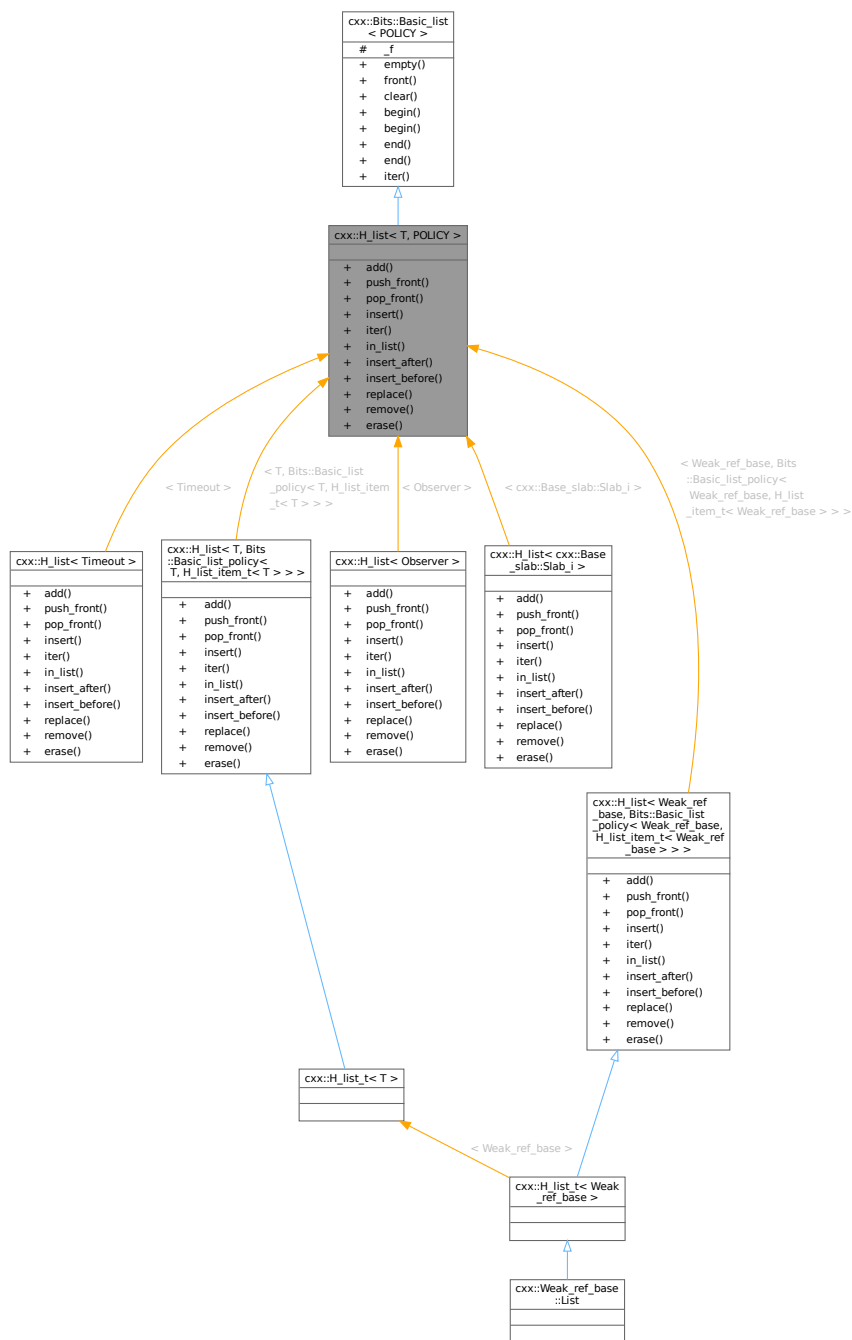 cxx::Bits::Basic_list
< POLICY >
# _f
+ empty()
+ front()
+ clear()
+ begin()
+ begin()
+ end()
+ end()
+ iter()
cxx::H_list< T, POLICY >
+ add()
+ push_front()
+ pop_front()
+ insert()
+ iter()
+ in_list()
+ insert_after()
+ insert_before()
+ replace()
+ remove()
+ erase()
< Timeout >
< T, Bits::Basic_list
_policy< T, H_list_item
_t< T > > >
< Observer >
< cxx::Base_slab::Slab_i >
< Weak_ref_base, Bits
::Basic_list_policy<
Weak_ref_base, H_list
_item_t< Weak_ref_base > > >
cxx::H_list< Timeout >
+ add()
+ push_front()
+ pop_front()
+ insert()
+ iter()
+ in_list()
+ insert_after()
+ insert_before()
+ replace()
+ remove()
+ erase()
cxx::H_list< T, Bits
::Basic_list_policy<
T, H_list_item_t< T > > >
+ add()
+ push_front()
+ pop_front()
+ insert()
+ iter()
+ in_list()
+ insert_after()
+ insert_before()
+ replace()
+ remove()
+ erase()
cxx::H_list< Observer >
+ add()
+ push_front()
+ pop_front()
+ insert()
+ iter()
+ in_list()
+ insert_after()
+ insert_before()
+ replace()
+ remove()
+ erase()
cxx::H_list< cxx::Base
_slab::Slab_i >
+ add()
+ push_front()
+ pop_front()
+ insert()
+ iter()
+ in_list()
+ insert_after()
+ insert_before()
+ replace()
+ remove()
+ erase()
cxx::H_list< Weak_ref
_base, Bits::Basic_list
_policy< Weak_ref_base,
H_list_item_t< Weak_ref
_base > > >
+ add()
+ push_front()
+ pop_front()
+ insert()
+ iter()
+ in_list()
+ insert_after()
+ insert_before()
+ replace()
+ remove()
+ erase()
cxx::H_list_t< T >
< Weak_ref_base >
cxx::H_list_t< Weak
_ref_base >
cxx::Weak_ref_base
::List